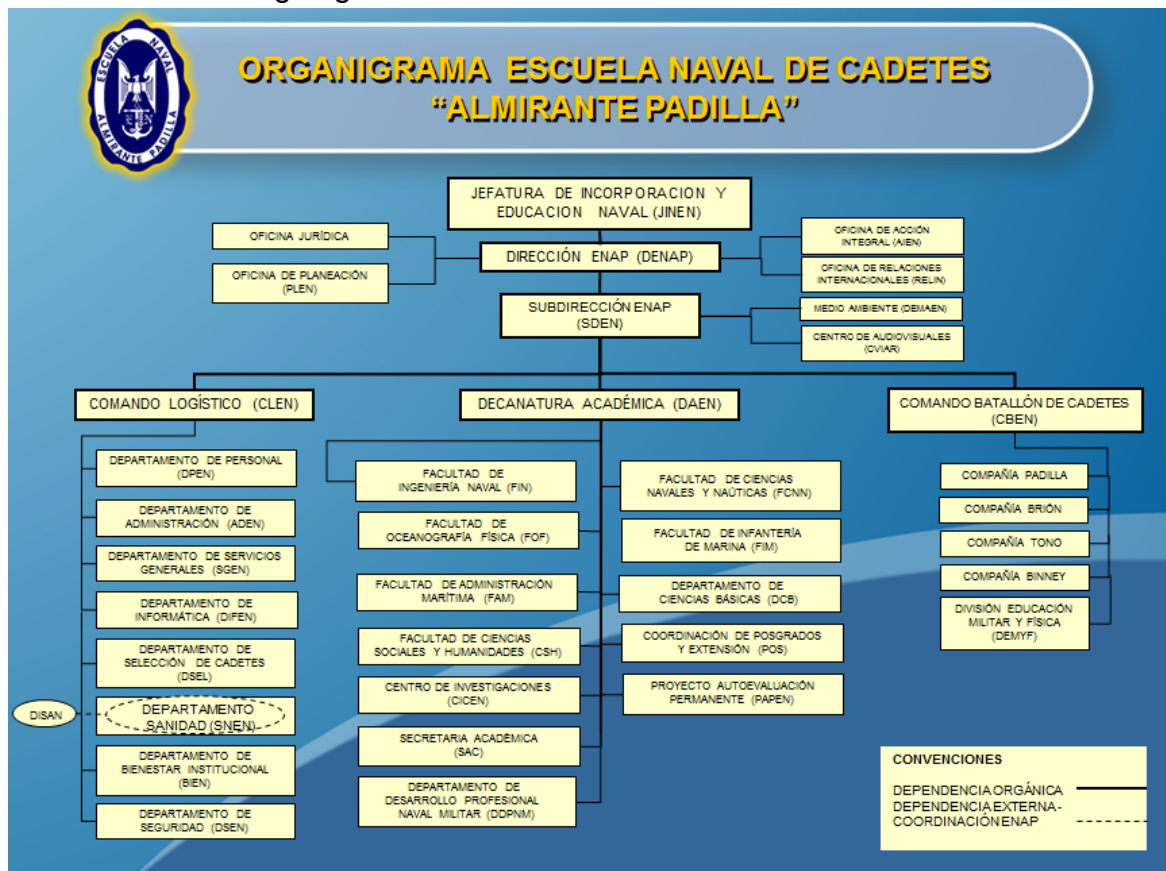 ESCUELA NAVAL
ALMIRANTE PADILLA
ORGANIGRAMA ESCUELA NAVAL DE CADETES
“ALMIRANTE PADILLA”
JEFATURA DE INCORPORACION Y
EDUCACION NAVAL (JINEN)
OFICINA JURÍDICA
OFICINA DE PLANEACIÓN
(PLEN)
DIRECCIÓN ENAP (DENAP)
OFICINA DE ACCIÓN
INTEGRAL (AIEN)
OFICINA DE RELACIONES
INTERNACIONALES (RELIN)
SUBDIRECCIÓN ENAP
(SDEN)
MEDIO AMBIENTE (DEMAEN)
CENTRO DE AUDIOVISUALES
(CVIAR)
COMANDO LOGÍSTICO (CLEN)
DEPARTAMENTO DE PERSONAL
(DPEN)
DEPARTAMENTO DE
ADMINISTRACIÓN (ADEN)
DEPARTAMENTO DE SERVICIOS
GENERALES (SGEN)
DEPARTAMENTO DE
INFORMÁTICA (DIFEN)
DEPARTAMENTO DE
SELECCIÓN DE CADETES
(DSEL)
DISAN
DEPARTAMENTO
SANIDAD (SNEN)
DEPARTAMENTO DE
BIENESTAR INSTITUCIONAL
(BIEN)
DEPARTAMENTO DE
SEGURIDAD (DSEN)
DECANATURA ACADÉMICA (DAEN)
FACULTAD DE
INGENIERÍA NAVAL (FIN)
FACULTAD DE
OCEANOGRAFÍA FÍSICA (FOF)
FACULTAD DE ADMINISTRACIÓN
MARÍTIMA (FAM)
FACULTAD DE CIENCIAS
SOCIALES Y HUMANIDADES (CSH)
CENTRO DE INVESTIGACIONES
(CICEN)
SECRETARIA ACADÉMICA
(SAC)
DEPARTAMENTO DE
DESARROLLO PROFESIONAL
NAVAL MILITAR (DDPNM)
FACULTAD DE CIENCIAS
NAVALES Y NAÚTICAS (FCNN)
FACULTAD DE INFANTERÍA
DE MARINA (FIM)
DEPARTAMENTO DE
CIENCIAS BÁSICAS (DCB)
COORDINACIÓN DE POSGRADOS
Y EXTENSIÓN (POS)
PROYECTO AUTOEVALUACIÓN
PERMANENTE (PAPEN)
COMANDO BATALLÓN DE CADETES
(CBEN)
COMPAÑÍA PADILLA
COMPAÑÍA BRIÓN
COMPAÑÍA TONO
COMPAÑÍA BINNEY
DIVISIÓN EDUCACIÓN
MILITAR Y FÍSICA
(DEMYF)
CONVENCIONES
DEPENDENCIA ORGÁNICA
DEPENDENCIA EXTERNA-
COORDINACIÓN ENAP